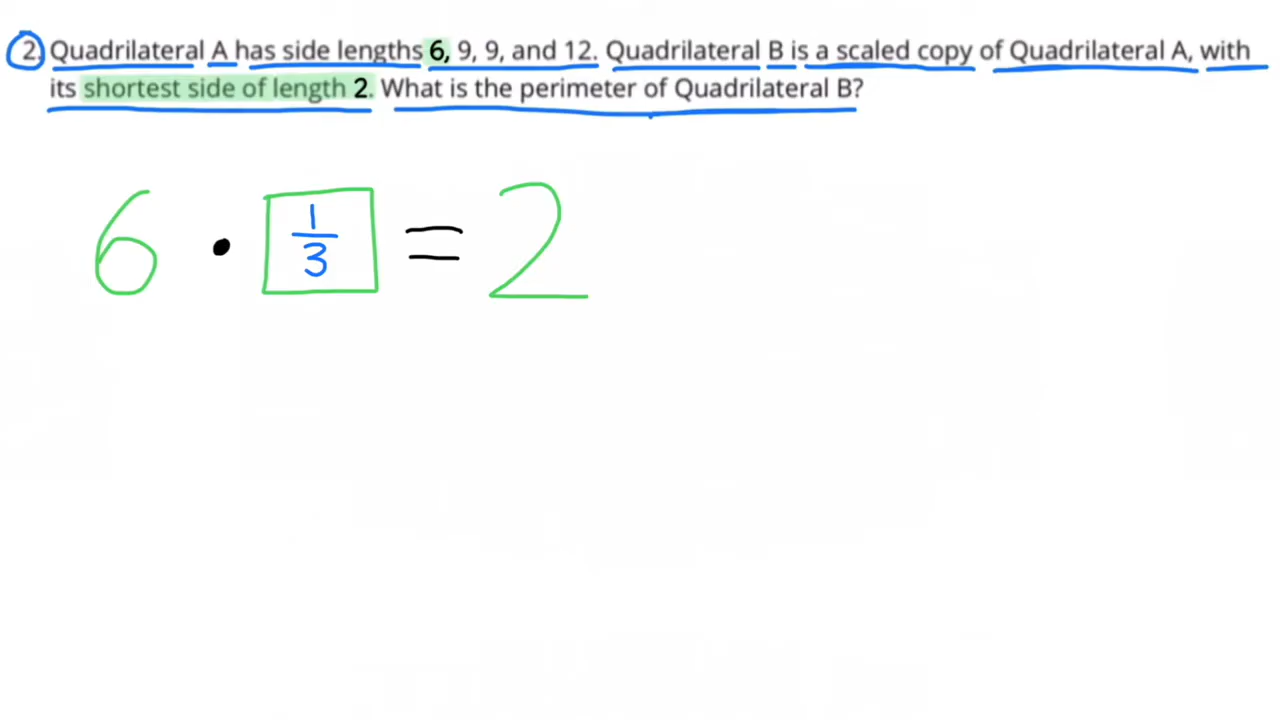 2. Quadrilateral A has side lengths 6, 9, 9, and 12. Quadrilateral B is a scaled copy of Quadrilateral A, with
its shortest side of length 2. What is the perimeter of Quadrilateral B?
6 · 1/3 = 2